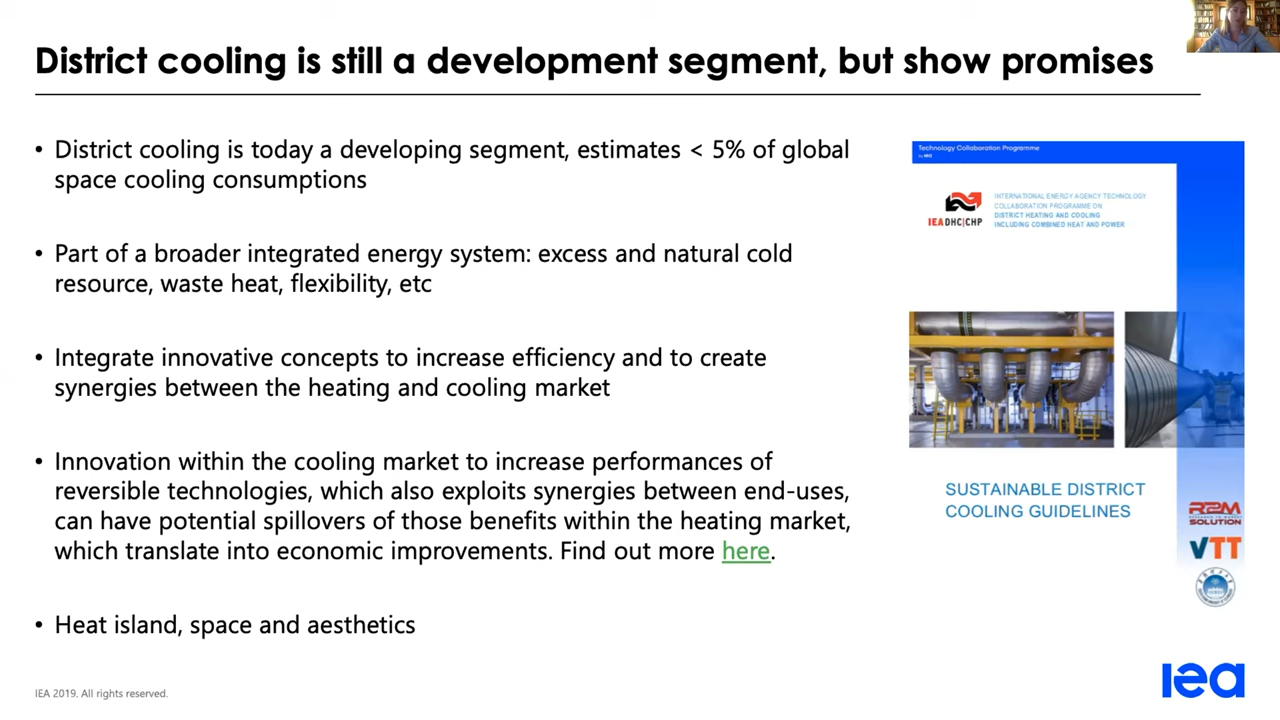 District cooling is still a development segment, but show promises
• District cooling is today a developing segment, estimates < 5% of global
space cooling consumptions
• Part of a broader integrated energy system: excess and natural cold
resource, waste heat, flexibility, etc
• Integrate innovative concepts to increase efficiency and to create
synergies between the heating and cooling market
• Innovation within the cooling market to increase performances of
reversible technologies, which also exploits synergies between end-uses,
can have potential spillovers of those benefits within the heating market,
which translate into economic improvements. Find out more here.
• Heat island, space and aesthetics
Technology Collaboration Programme
IEA DHC|CHP
INTERNATIONAL ENERGY AGENCY TECHNOLOGY
COLLABORATION PROGRAMME ON
DISTRICT HEATING AND COOLING
INCLUDING COMBINED HEAT AND POWER
SUSTAINABLE DISTRICT
COOLING GUIDELINES
R2M
SOLUTION
VTT
IEA 2019. All rights reserved.
iea